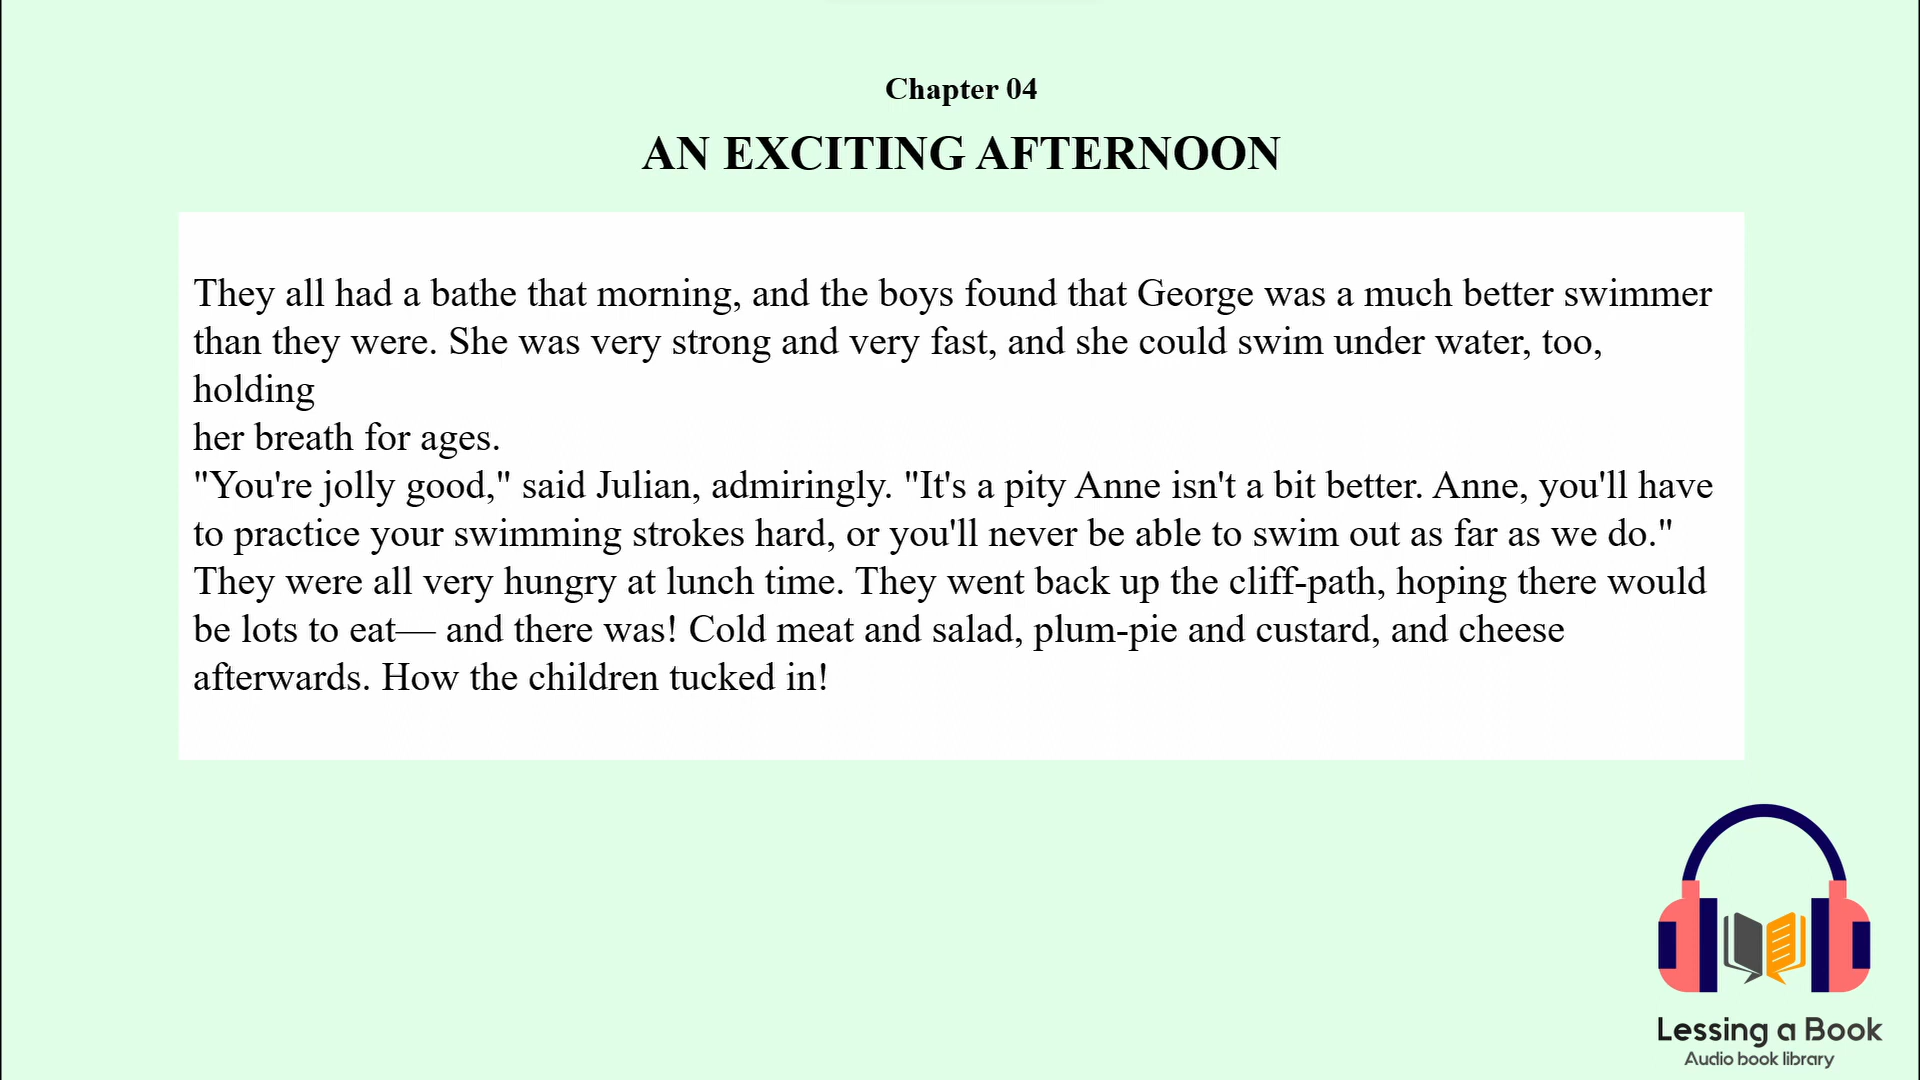 Chapter 04
AN EXCITING AFTERNOON
They all had a bathe that morning, and the boys found that George was a much better swimmer
than they were. She was very strong and very fast, and she could swim under water, too,
holding
her breath for ages.
"You're jolly good," said Julian, admiringly. "It's a pity Anne isn't a bit better. Anne, you'll have
to practice your swimming strokes hard, or you'll never be able to swim out as far as we do."
They were all very hungry at lunch time. They went back up the cliff-path, hoping there would
be lots to eat— and there was! Cold meat and salad, plum-pie and custard, and cheese
afterwards. How the children tucked in!
Lessing a Book
Audio book library